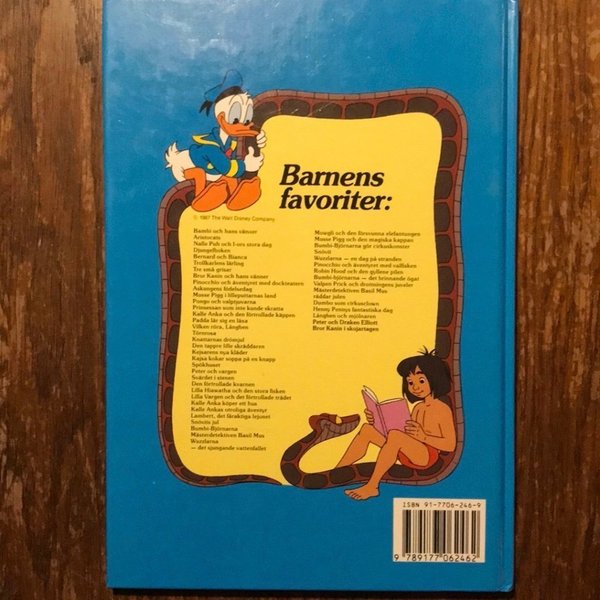 Barnens
favoriter:
© 1987 The Walt Disney Company
Bambi och hans vänner
Aristocats
Nalle Puh och I-ors stora dag
Djungelboken
Bernard och Bianca
Trollkarlens lärling
Tre små grisar
Bror Kanin och hans vänner
Pinocchio och äventyret med dockteatern
Askungens födelsedag
Musse Pigg i lilleputtarnas land
Pongo och valptjuvarna
Prinsessan som inte kunde skratta
Kalle Anka och den förtrollade käppen
Padda lär sig en läxa
Vilken röra, Långben
Törnrosa
Knattarnas drömjul
Den tappre lille skräddaren
Kejsarens nya kläder
Kajsa kokar soppa på en knapp
Spökhuset
Peter och vargen
Svärdet i stenen
Den förtrollade kvarnen
Lilla Hiawatha och den stora fisken
Lilla Vargen och det förtrollade trädet
Kalle Anka köper ett hus
Kalle Ankas otroliga äventyr
Lambert, det fåraktiga lejonet
Snövits jul
Bumbi-Björnarna
Mästerdetektiven Basil Mus
Wuzzlarna
— det sjungande vattenfallet
Mowgli och den försvunna elefantungen
Musse Pigg och den magiska kappan
Bumbi-Björnarna gör cirkuskonster
Snövit
Wuzzlarna — en dag på stranden
Pinocchio och äventyret med valfisken
Robin Hood och den gyllene pilen
Bumbi-björnarna — det brinnande ögat
Valpen Prick och drottningens juveler
Mästerdetektiven Basil Mus
räddar julen
Dumbo som cirkusclown
Henny Pennys fantastiska dag
Långben och mjölnaren
Peter och Draken Elliott
Bror Kanin i skojartagen
ISBN 91-7706-246-9
9 789177 062462